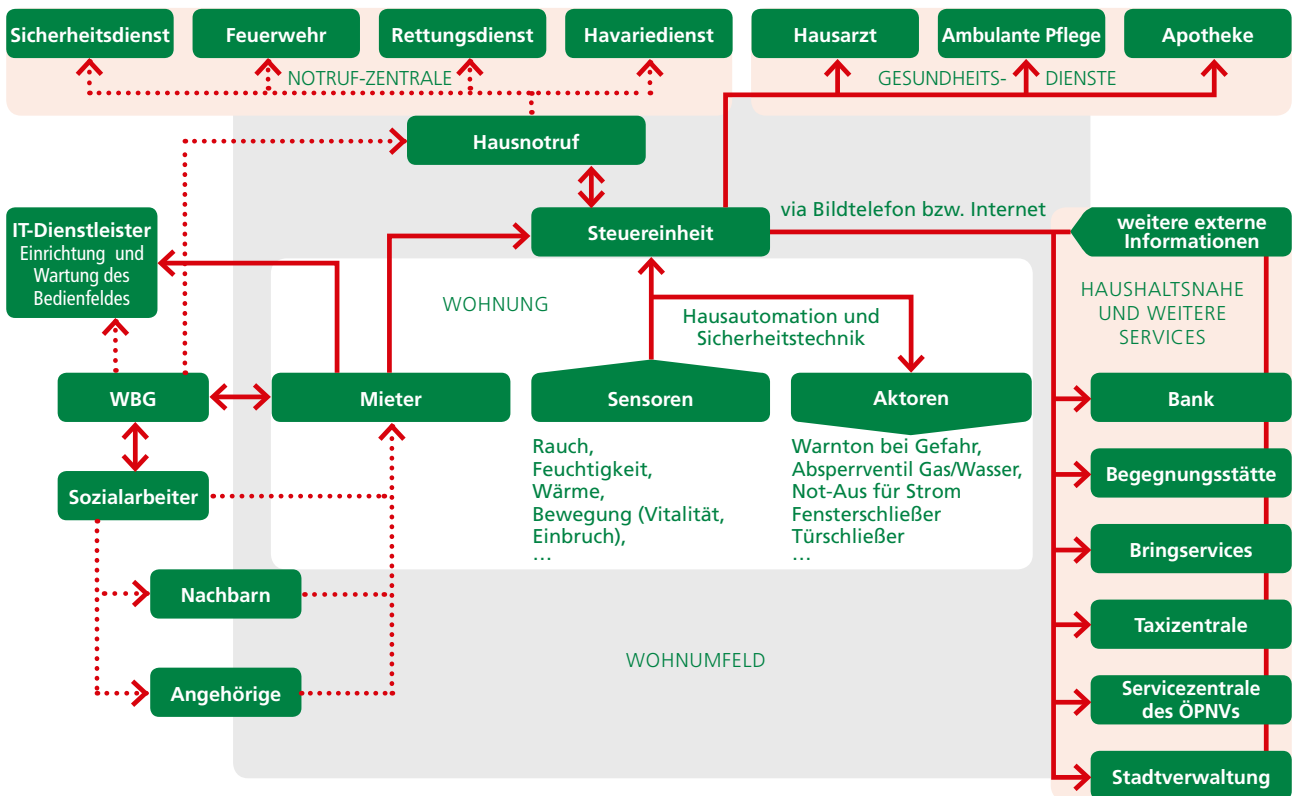 Sicherheitsdienst
Feuerwehr
Rettungsdienst
Havariedienst
Hausarzt
Ambulante Pflege
Apotheke
NOTRUF-ZENTRALE
GESUNDHEITS-
DIENSTE
Hausnotruf
via Bildtelefon bzw. Internet
IT-Dienstleister
Einrichtung und
Wartung des
Bedienfeldes
Steuereinheit
weitere externe
Informationen
WOHNUNG
Hausautomation und
Sicherheitstechnik
HAUSHALTSNAHE
UND WEITERE
SERVICES
WBG
Mieter
Sensoren
Aktoren
Bank
Rauch,
Feuchtigkeit,
Wärme,
Bewegung (Vitalität,
Einbruch),
…
Warnton bei Gefahr,
Absperrventil Gas/Wasser,
Not-Aus für Strom
Fensterschließer
Türschließer
…
Begegnungsstätte
Sozialarbeiter
Bringservices
Nachbarn
Taxizentrale
WOHNUMFELD
Angehörige
Servicezentrale
des ÖPNVs
Stadtverwaltung